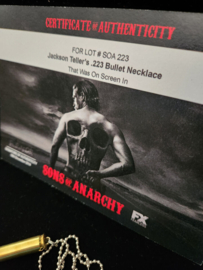 CERTIFICATE OF AUTHENTICITY
FOR LOT # SOA 223
Jackson Teller's .223 Bullet Necklace
That Was On Screen In
SONS OF ANARCHY
FX